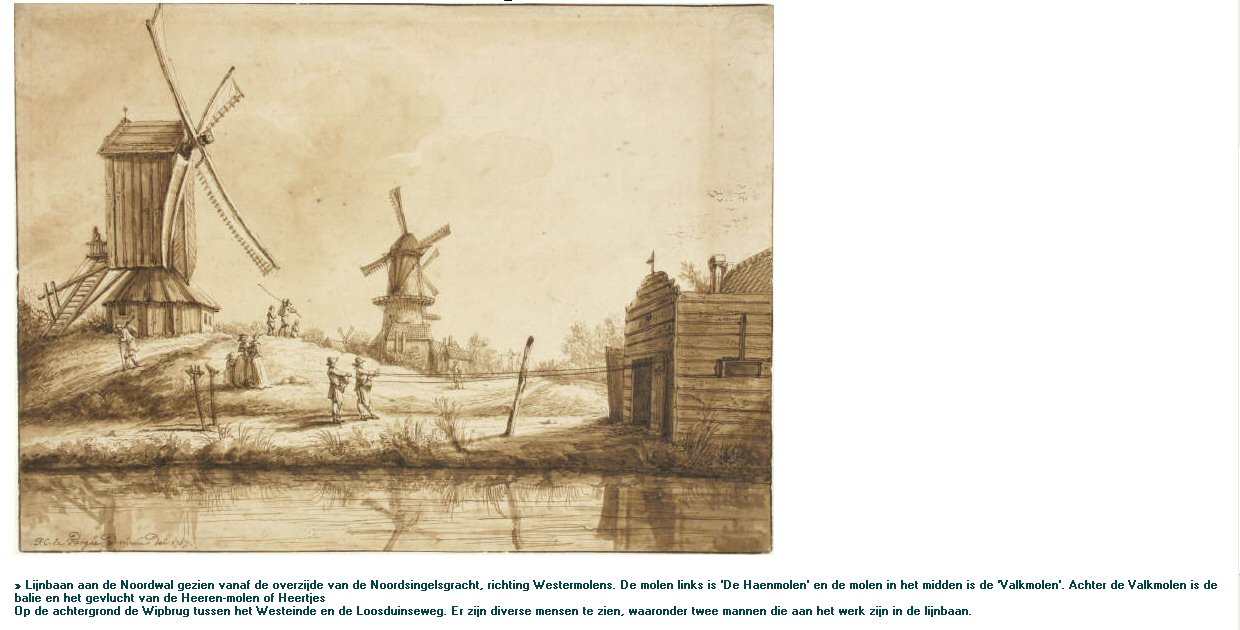 » Lijnbaan aan de Noordwal gezien vanaf de overzijde van de Noordsingelsgracht, richting Westermolens. De molen links is 'De Haenmolen' en de molen in het midden is de 'Valkmolen'. Achter de Valkmolen is de
balie en het gevlucht van de Heeren-molen of Heertjes
Op de achtergrond de Wipbrug tussen het Westeinde en de Loosduinseweg. Er zijn diverse mensen te zien, waaronder twee mannen die aan het werk zijn in de lijnbaan.